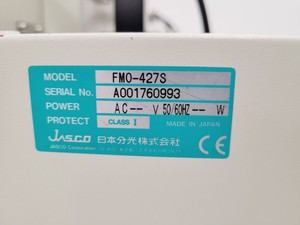 MODEL FMO-427S
SERIAL No. A001760993
POWER AC-- V 50/60HZ-- W
PROTECT CLASS I MADE IN JAPAN
JASCO 日本分光株式会社 CE
JASCO Corporation